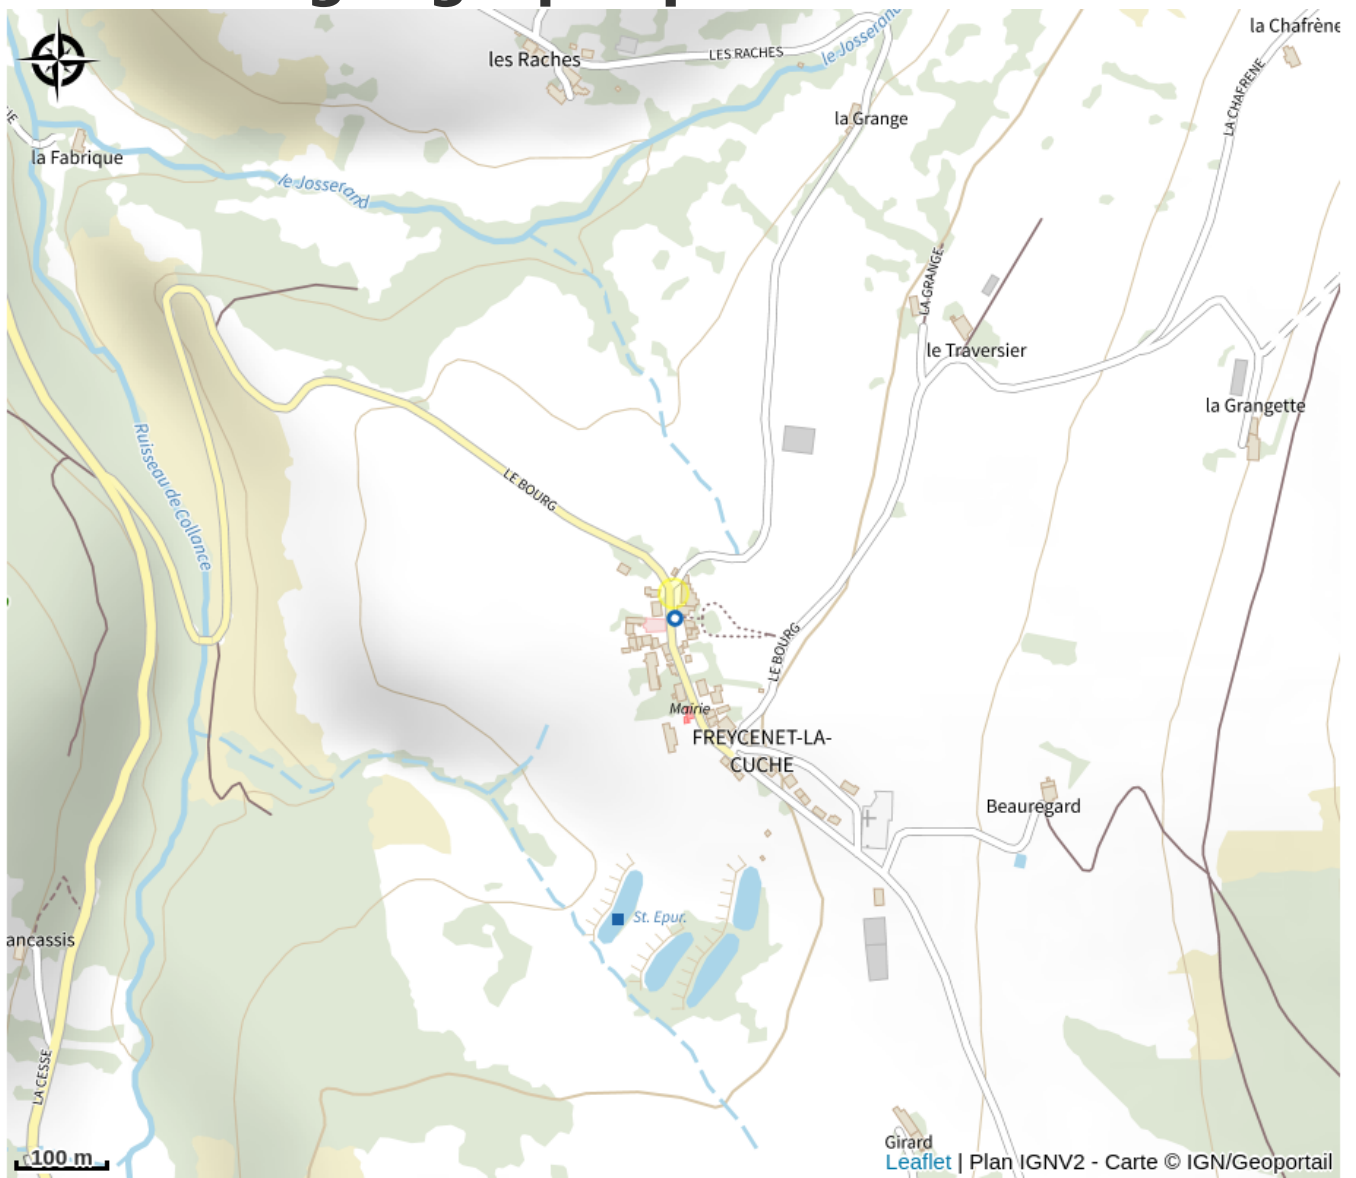 la Chafrène
les Raches
LES RACHES
le Josserand
LA CHAFRENE
la Grange
la Fabrique
le Josserand
LA GRANGE
le Traversier
la Grangette
Ruisseau de Collance
LE BOURG
LE BOURG
Mairie
FREYCENET-LA-
CUCHE
Beauregard
St. Epur.
ancassis
LA CESSE
Girard
100 m
Leaflet | Plan IGNV2 - Carte © IGN/Geoportail